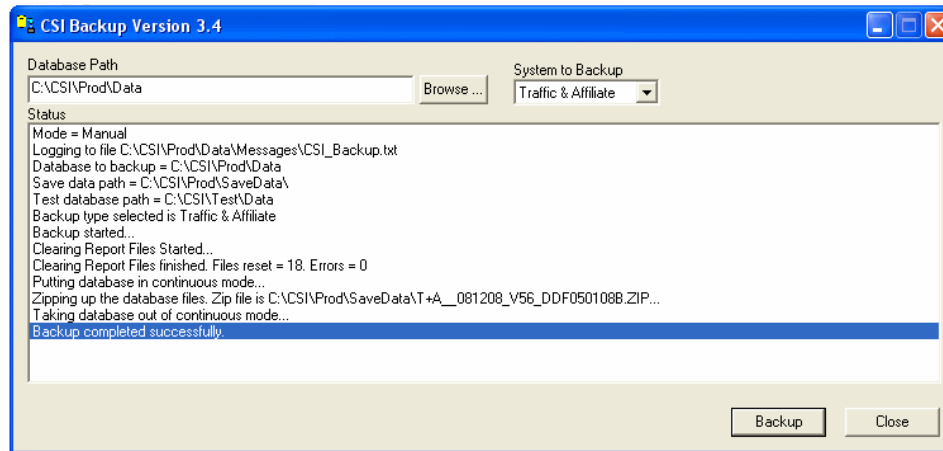 CSI Backup Version 3.4
Database Path
System to Backup
C:\CSI\Prod\Data
Browse ...
Traffic & Affiliate
Status
Mode = Manual
Logging to file C:\CSI\Prod\Data\Messages\CSI_Backup.txt
Database to backup = C:\CSI\Prod\Data
Save data path = C:\CSI\Prod\SaveData\
Test database path = C:\CSI\Test\Data
Backup type selected is Traffic & Affiliate
Backup started...
Clearing Report Files Started...
Clearing Report Files finished. Files reset = 18. Errors = 0
Putting database in continuous mode...
Zipping up the database files. Zip file is C:\CSI\Prod\SaveData\T+A__081208_V56_DDF050108B.ZIP...
Taking database out of continuous mode...
Backup completed successfully.
Backup
Close